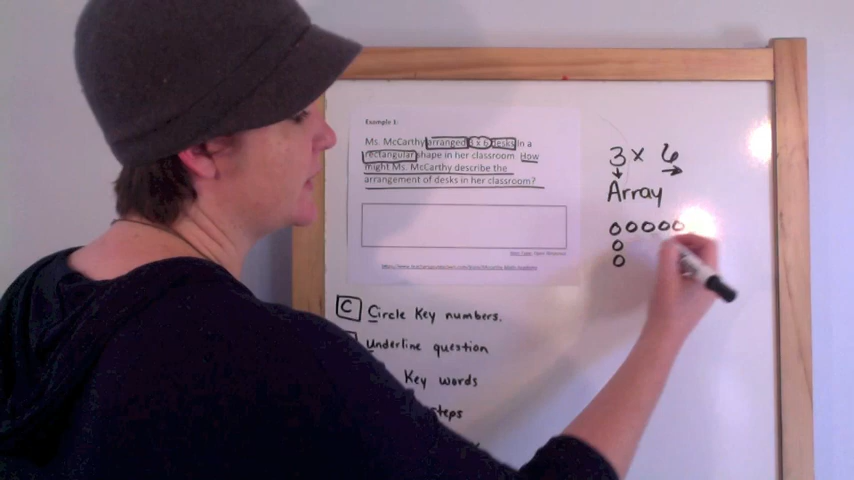 Example 1:
Ms. McCarthy arranged 3 x 6 desks in a
rectangular shape in her classroom. How
might Ms. McCarthy describe the
arrangement of desks in her classroom?
C Circle Key numbers.
Underline question
Key words
steps
3 x 6
Array